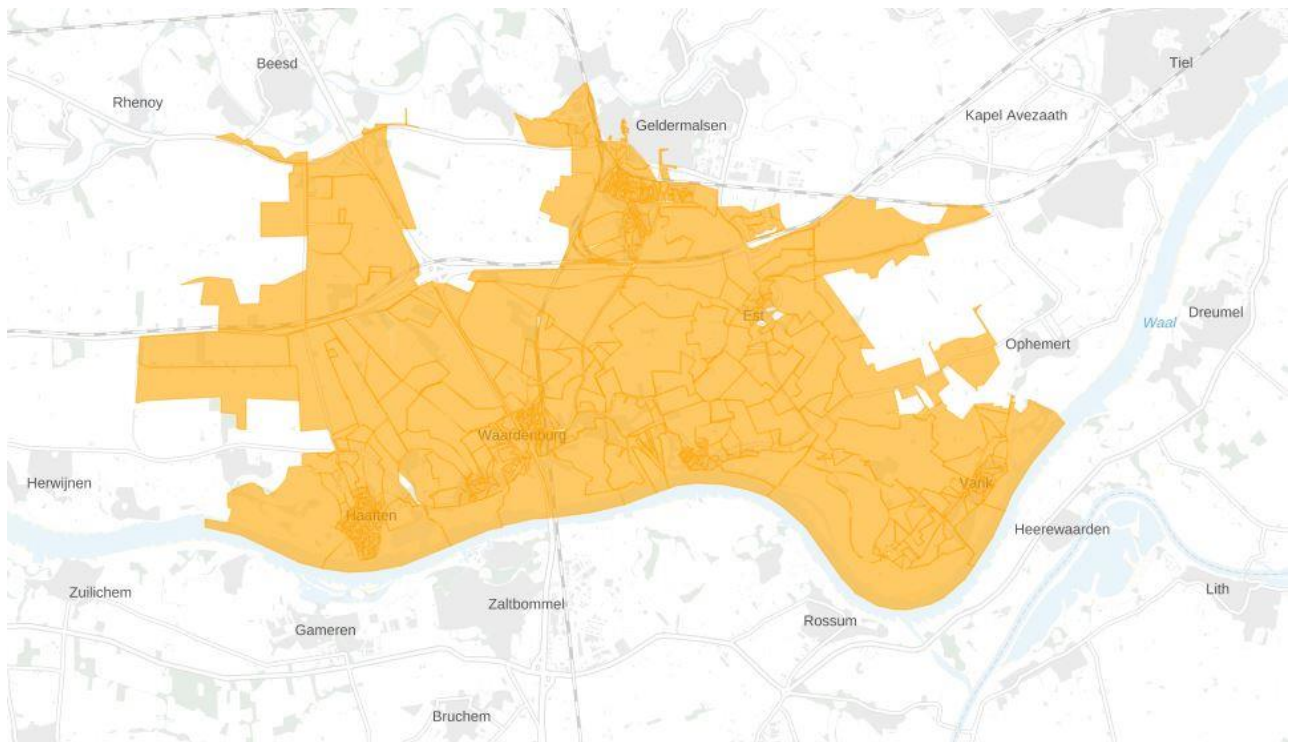 Beesd
Tiel
Rhenoy
Kapel Avezaath
Geldermalsen
Est
Waal
Dreumel
Ophemert
Waardenburg
Herwijnen
Haaften
Varik
Heerewaarden
Zuilichem
Zaltbommel
Lith
Gameren
Rossum
Bruchem